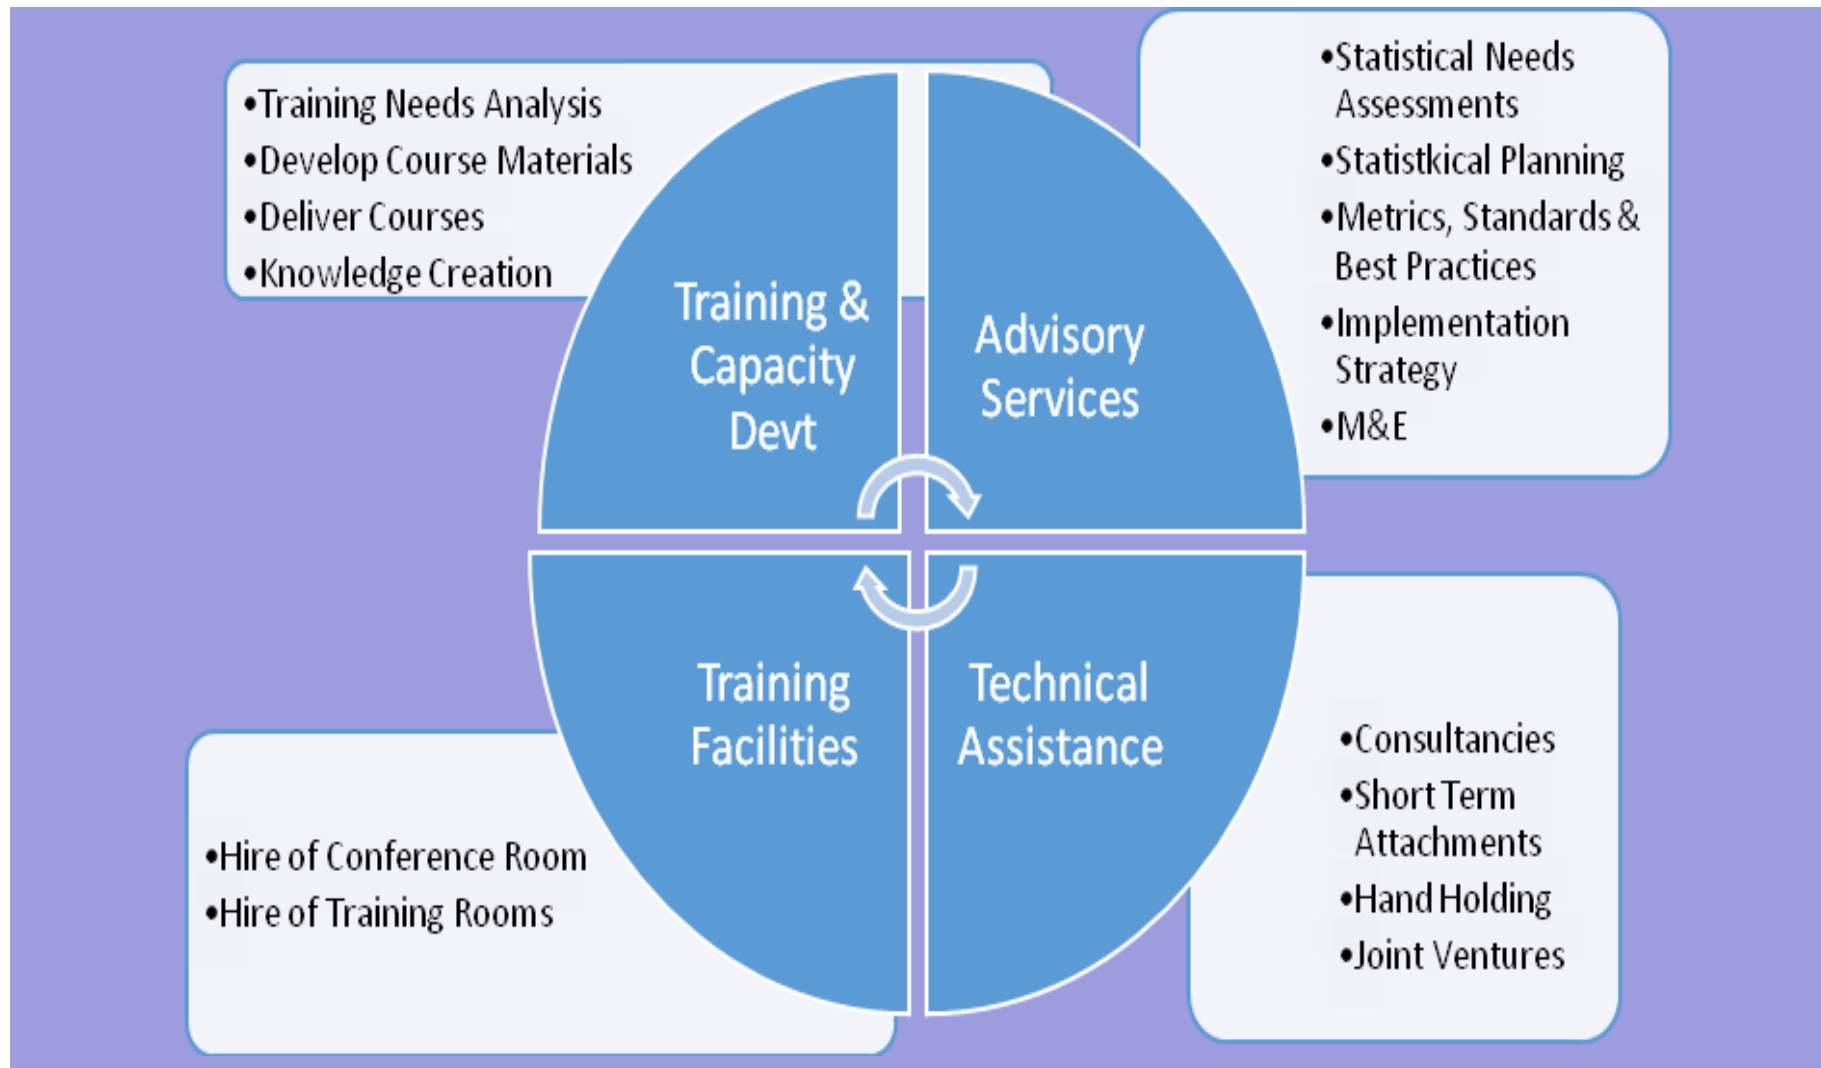 •Training Needs Analysis
•Develop Course Materials
•Deliver Courses
•Knowledge Creation
Training &
Capacity
Devt
Advisory
Services
•Statistical Needs
Assessments
•Statistkical Planning
•Metrics, Standards &
Best Practices
•Implementation
Strategy
•M&E
Training
Facilities
•Hire of Conference Room
•Hire of Training Rooms
Technical
Assistance
•Consultancies
•Short Term
Attachments
•Hand Holding
•Joint Ventures